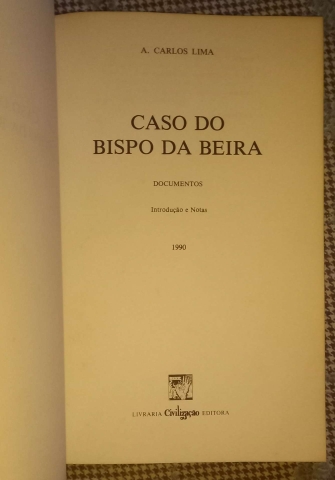 A. CARLOS LIMA
CASO DO
BISPO DA BEIRA
DOCUMENTOS
Introdução e Notas
1990
LIVRARIA Civilização EDITORA